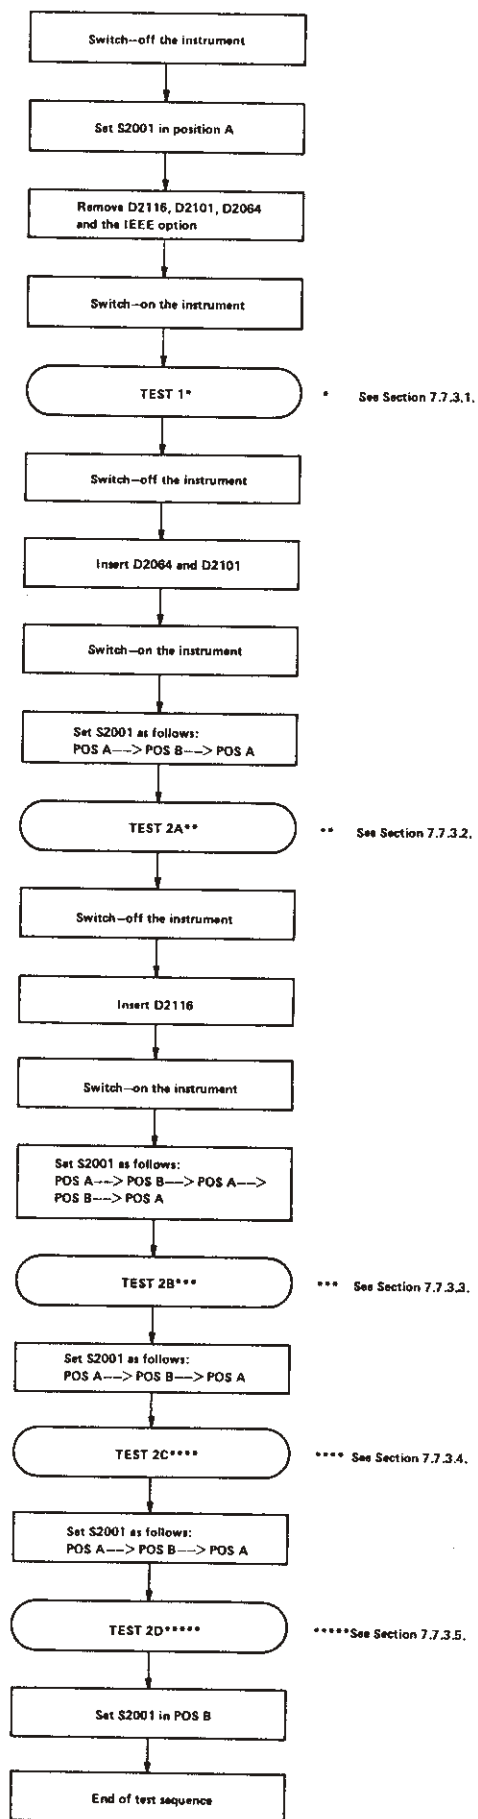 Switch—off the instrument
Set S2001 in position A
Remove D2116, D2101, D2064
and the IEEE option
Switch—on the instrument
TEST 1*
* See Section 7.7.3.1.
Switch—off the instrument
Insert D2064 and D2101
Switch—on the instrument
Set S2001 as follows:
POS A––> POS B––> POS A
TEST 2A**
** See Section 7.7.3.2.
Switch—off the instrument
Insert D2116
Switch—on the instrument
Set S2001 as follows:
POS A––> POS B––> POS A––>
POS B––> POS A
TEST 2B***
*** See Section 7.7.3.3.
Set S2001 as follows:
POS A––> POS B––> POS A
TEST 2C****
**** See Section 7.7.3.4.
Set S2001 as follows:
POS A––> POS B––> POS A
TEST 2D*****
*****See Section 7.7.3.5.
Set S2001 in POS B
End of test sequence